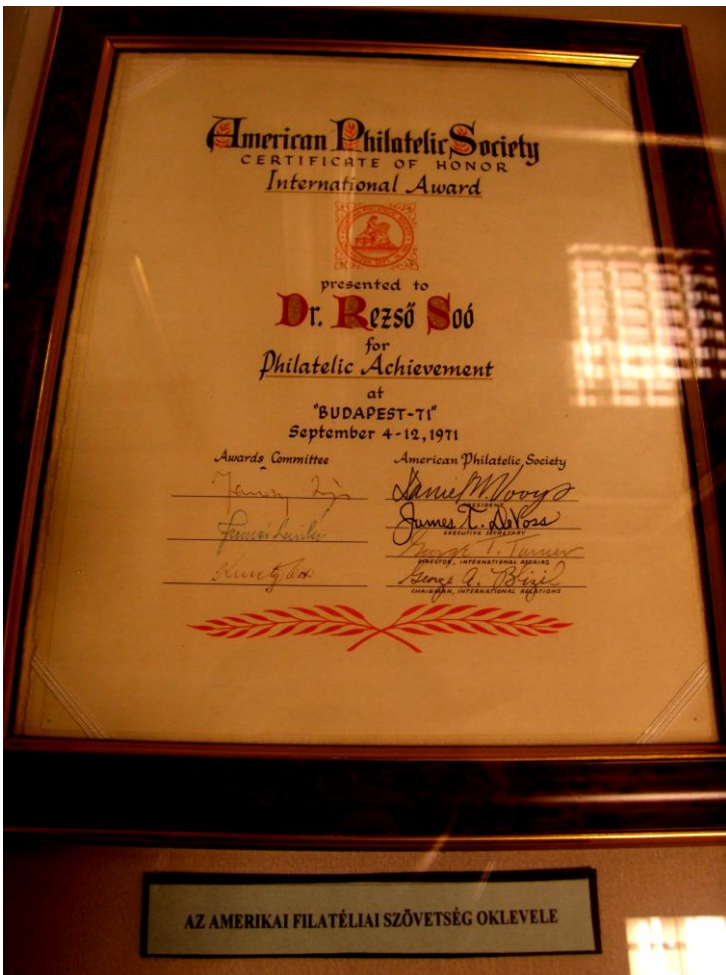 American Philatelic Society
CERTIFICATE OF HONOR
International Award
presented to
Dr. Rezső Soó
for
Philatelic Achievement
at
"BUDAPEST-71"
September 4-12, 1971
Awards Committee
American Philatelic Society
Daniel W. Vooys
PRESIDENT
James T. DeVoss
EXECUTIVE SECRETARY
George T. Turner
DIRECTOR, INTERNATIONAL AFFAIRS
George A. Blizil
CHAIRMAN, INTERNATIONAL RELATIONS
AZ AMERIKAI FILATÉLIAI SZÖVETSÉG OKLEVELE